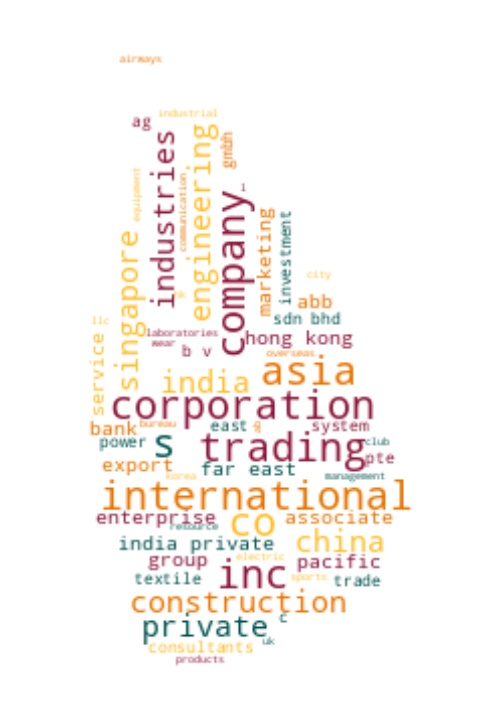 airways
industrial
ag
industries
engineering
gmbh
equipment
communication
company
l
marketing
investment
singapore
city
uk
abb
llc
service
sdn bhd
laboratories
wear
b v
hong kong
overseas
india
asia
corporation
bank
bureau
east
system
power
s
trading
club
pte
export
korea
far east
management
international
enterprise
resource
co
associate
india private
china
group
electric
pacific
textile
inc
sports
trade
construction
private
c
uk
consultants
products